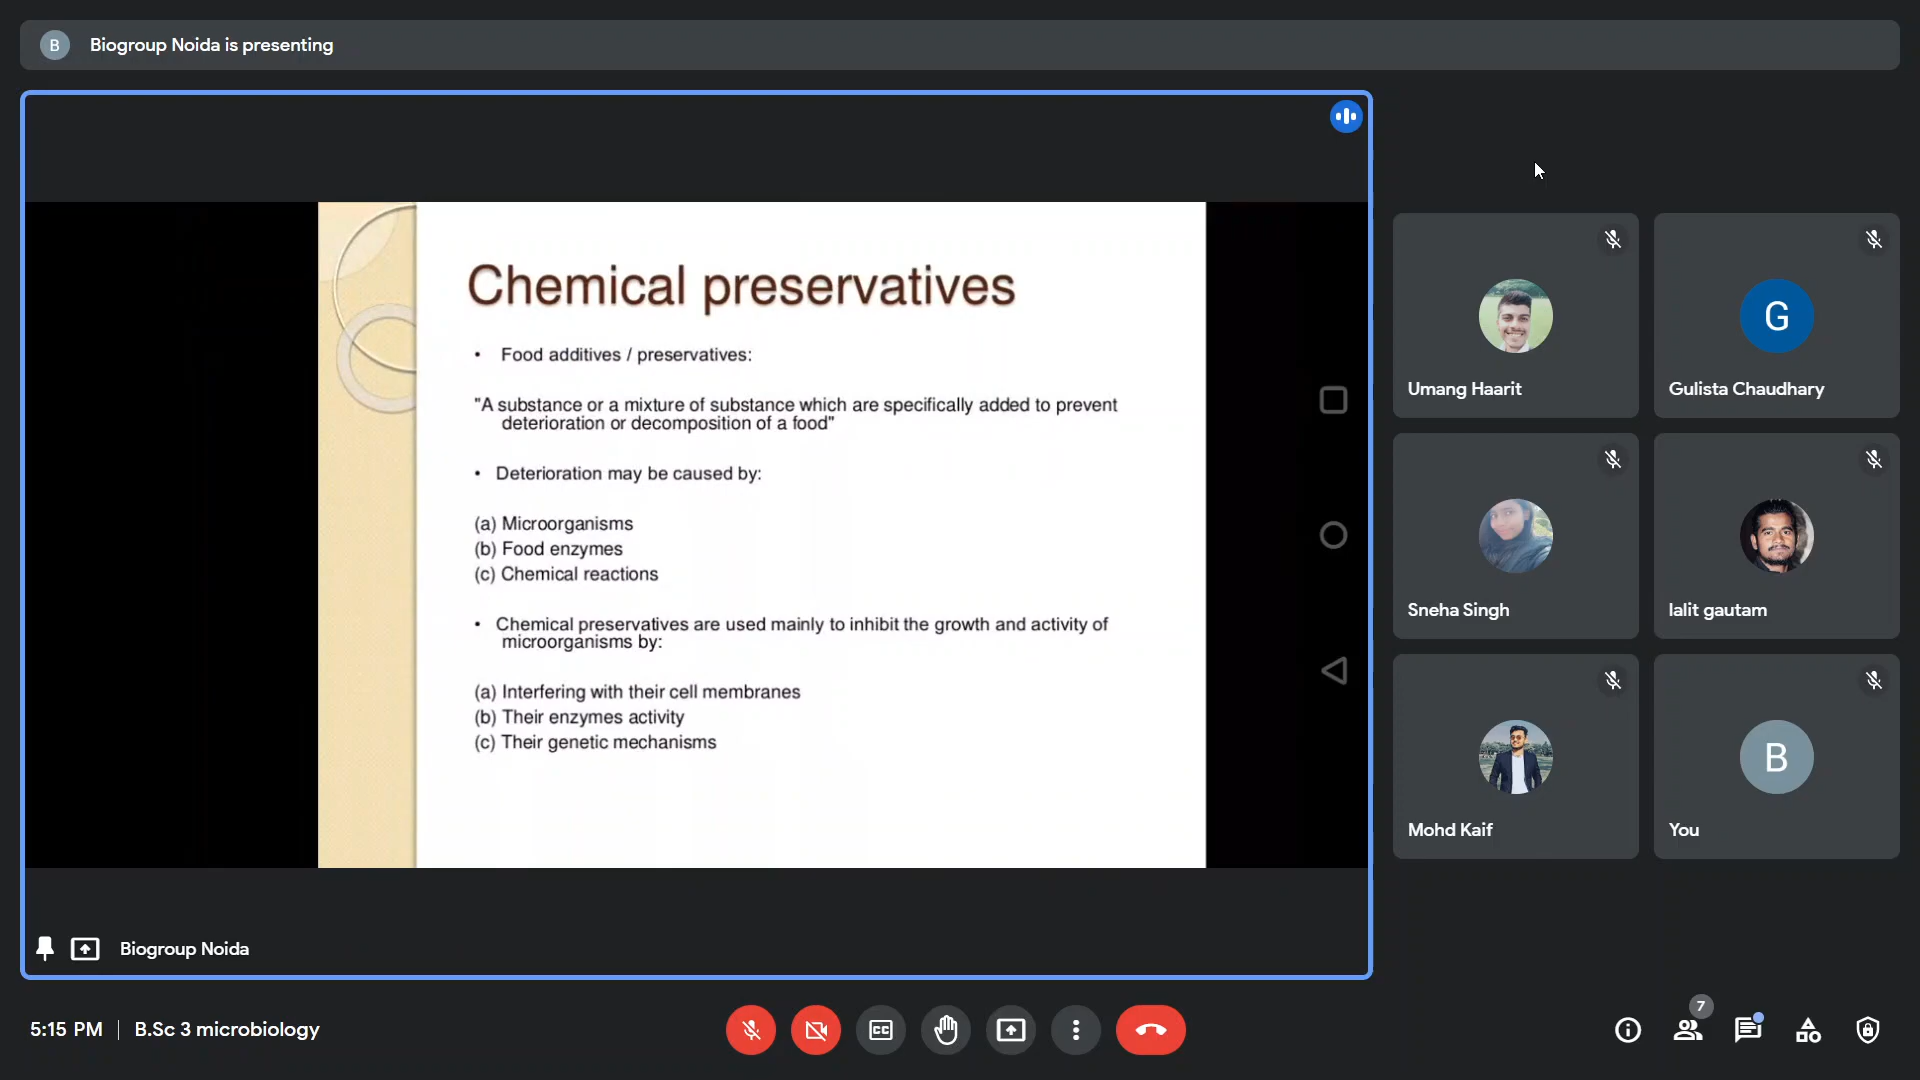 B
Biogroup Noida is presenting
Chemical preservatives
• Food additives / preservatives:
"A substance or a mixture of substance which are specifically added to prevent
deterioration or decomposition of a food"
• Deterioration may be caused by:
(a) Microorganisms
(b) Food enzymes
(c) Chemical reactions
• Chemical preservatives are used mainly to inhibit the growth and activity of
microorganisms by:
(a) Interfering with their cell membranes
(b) Their enzymes activity
(c) Their genetic mechanisms
Biogroup Noida
Umang Haarit
G
Gulista Chaudhary
Sneha Singh
lalit gautam
Mohd Kaif
B
You
5:15 PM | B.Sc 3 microbiology
CC
7